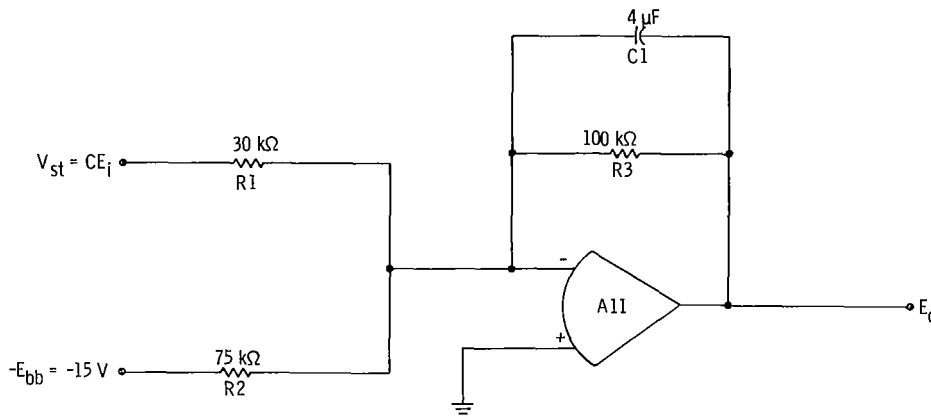 4 μF
C1
100 kΩ
R3
30 kΩ
V_st = CE_i
R1
-
A11
+
75 kΩ
-E_bb = -15 V
R2